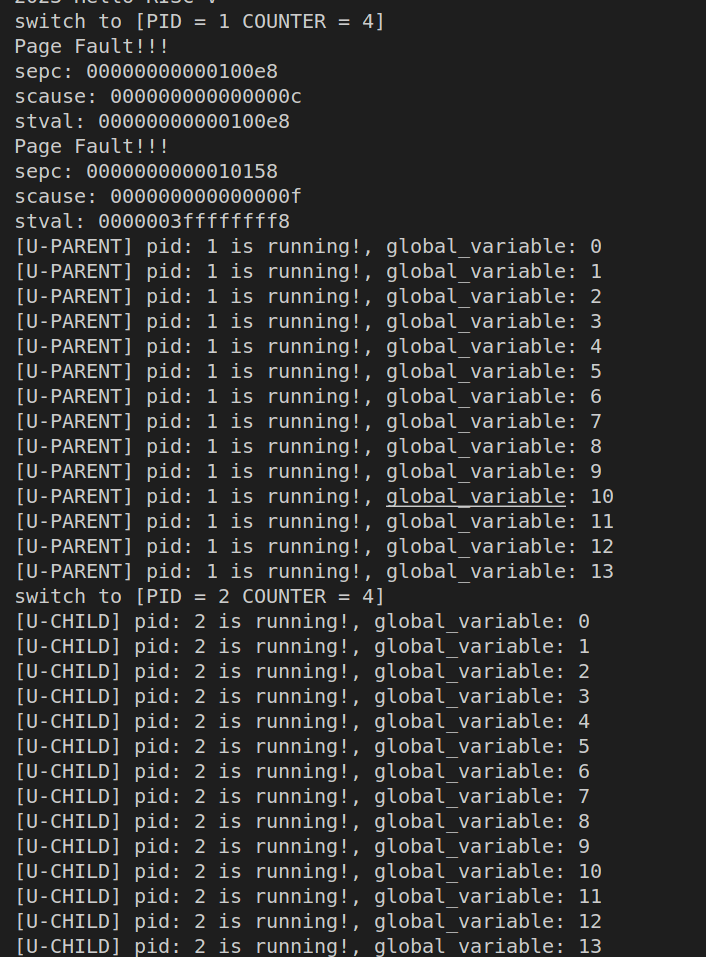 switch to [PID = 1 COUNTER = 4]
Page Fault!!!
sepc: 00000000000100e8
scause: 000000000000000c
stval: 00000000000100e8
Page Fault!!!
sepc: 0000000000010158
scause: 000000000000000f
stval: 0000003ffffffff8
[U-PARENT] pid: 1 is running!, global_variable: 0
[U-PARENT] pid: 1 is running!, global_variable: 1
[U-PARENT] pid: 1 is running!, global_variable: 2
[U-PARENT] pid: 1 is running!, global_variable: 3
[U-PARENT] pid: 1 is running!, global_variable: 4
[U-PARENT] pid: 1 is running!, global_variable: 5
[U-PARENT] pid: 1 is running!, global_variable: 6
[U-PARENT] pid: 1 is running!, global_variable: 7
[U-PARENT] pid: 1 is running!, global_variable: 8
[U-PARENT] pid: 1 is running!, global_variable: 9
[U-PARENT] pid: 1 is running!, global_variable: 10
[U-PARENT] pid: 1 is running!, global_variable: 11
[U-PARENT] pid: 1 is running!, global_variable: 12
[U-PARENT] pid: 1 is running!, global_variable: 13
switch to [PID = 2 COUNTER = 4]
[U-CHILD] pid: 2 is running!, global_variable: 0
[U-CHILD] pid: 2 is running!, global_variable: 1
[U-CHILD] pid: 2 is running!, global_variable: 2
[U-CHILD] pid: 2 is running!, global_variable: 3
[U-CHILD] pid: 2 is running!, global_variable: 4
[U-CHILD] pid: 2 is running!, global_variable: 5
[U-CHILD] pid: 2 is running!, global_variable: 6
[U-CHILD] pid: 2 is running!, global_variable: 7
[U-CHILD] pid: 2 is running!, global_variable: 8
[U-CHILD] pid: 2 is running!, global_variable: 9
[U-CHILD] pid: 2 is running!, global_variable: 10
[U-CHILD] pid: 2 is running!, global_variable: 11
[U-CHILD] pid: 2 is running!, global_variable: 12
[U-CHILD] pid: 2 is running!, global_variable: 13